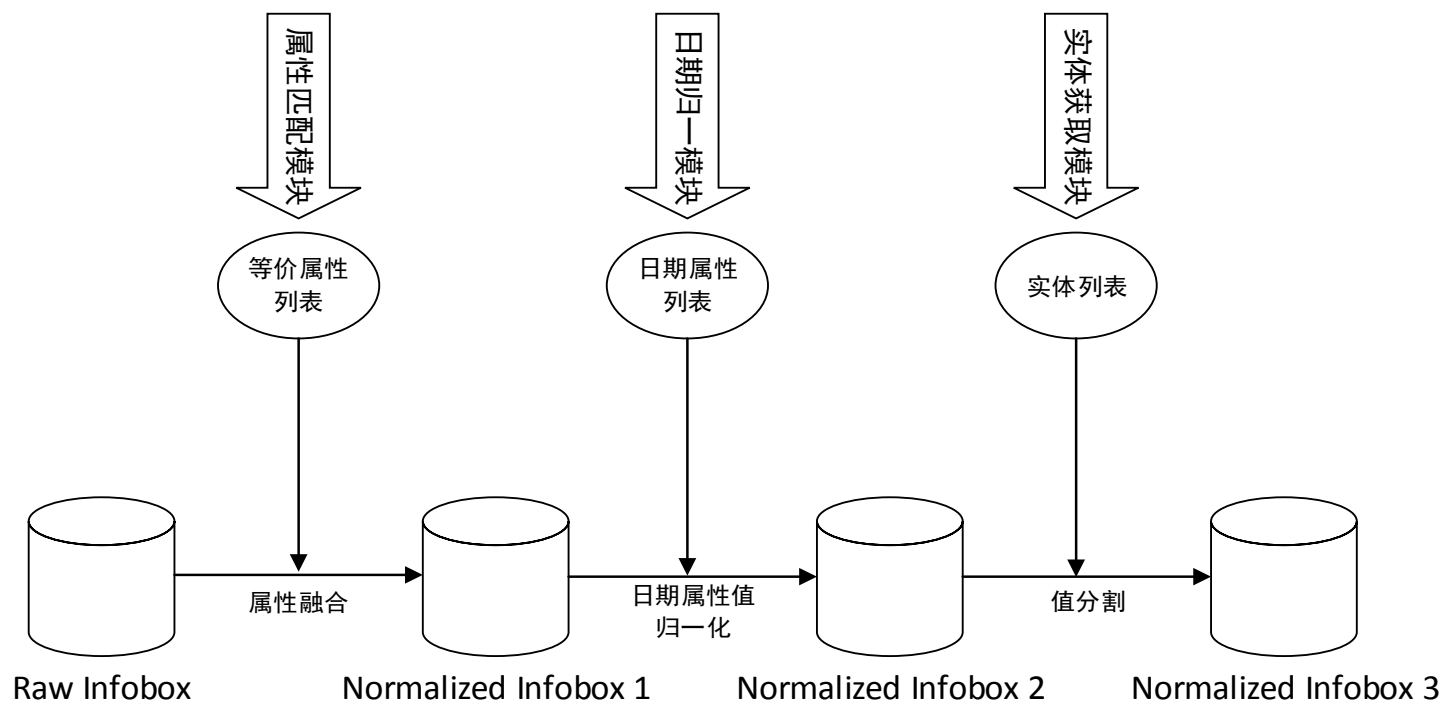 属性匹配模块
日期归一模块
实体获取模块
等价属性
列表
日期属性
列表
实体列表
属性融合
日期属性值
归一化
值分割
Raw Infobox
Normalized Infobox 1
Normalized Infobox 2
Normalized Infobox 3